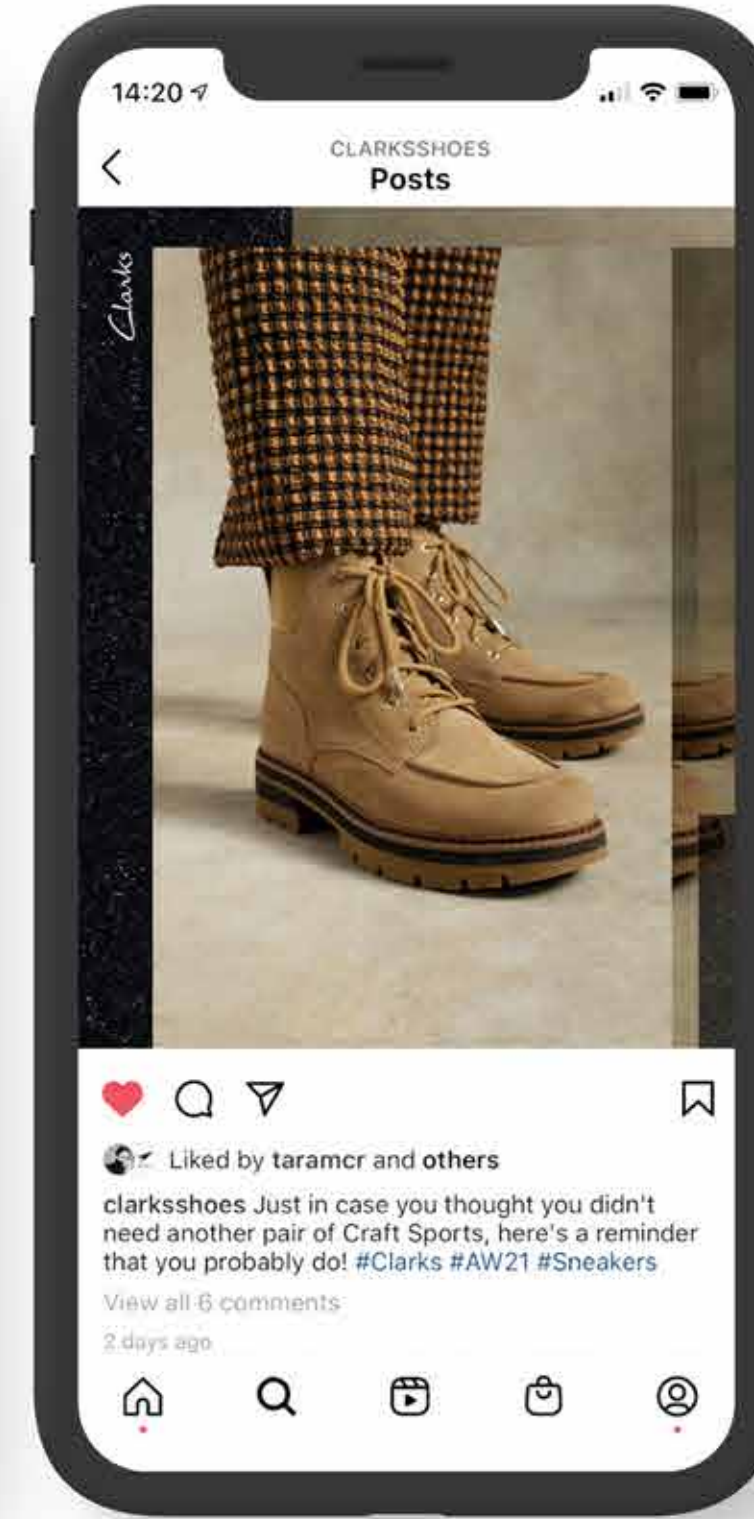 14:20
CLARKSSHOES
Posts
Clarks
Liked by taramcr and others
clarksshoes Just in case you thought you didn't
need another pair of Craft Sports, here's a reminder
that you probably do! #Clarks #AW21 #Sneakers
View all 6 comments
2 days ago